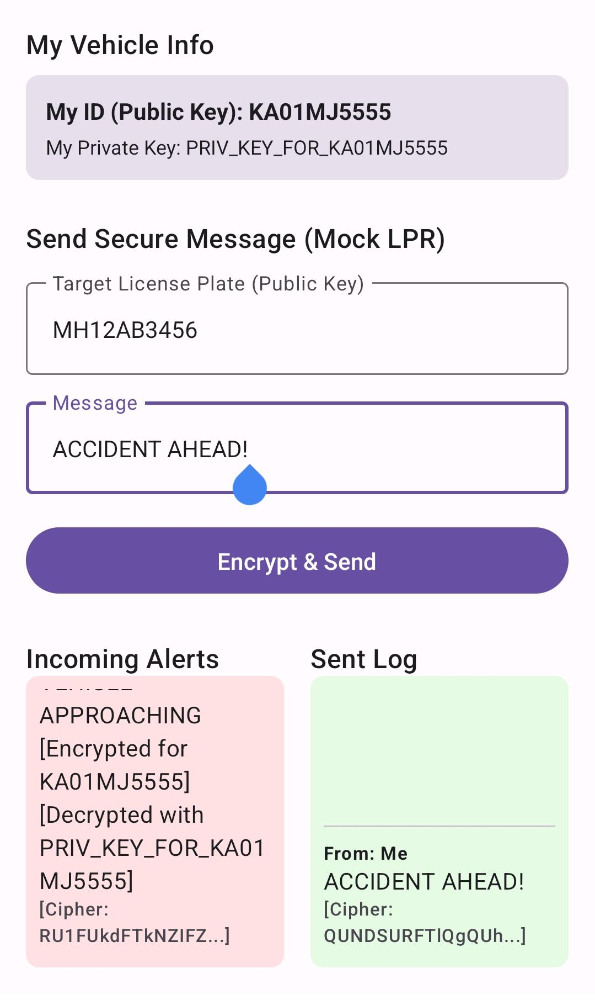 My Vehicle Info
My ID (Public Key): KA01MJ5555
My Private Key: PRIV_KEY_FOR_KA01MJ5555
Send Secure Message (Mock LPR)
Target License Plate (Public Key)
MH12AB3456
Message
ACCIDENT AHEAD!
Encrypt & Send
Incoming Alerts
APPROACHING
[Encrypted for
KA01MJ5555]
[Decrypted with
PRIV_KEY_FOR_KA01
MJ5555]
[Cipher:
RU1FUkdFTkNZIFZ...]
Sent Log
From: Me
ACCIDENT AHEAD!
[Cipher:
QUNDSURFTlQgQUh...]